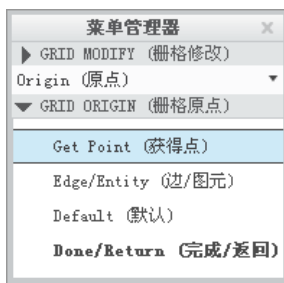 菜单管理器
GRID MODIFY (栅格修改)
Origin (原点)
GRID ORIGIN (栅格原点)
Get Point (获得点)
Edge/Entity (边/图元)
Default (默认)
Done/Return (完成/返回)